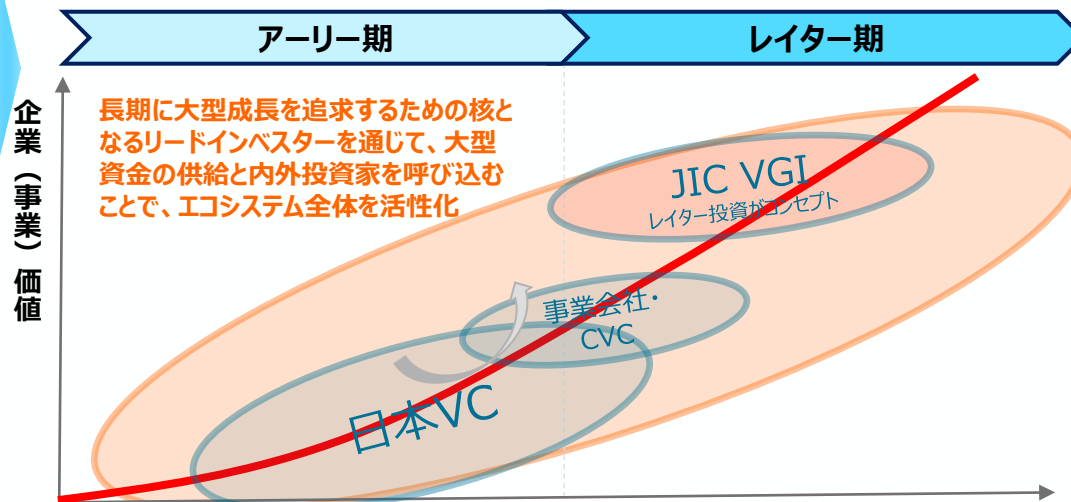 アーリー期
レイター期
企業（事業）価値
長期に大型成長を追求するための核と
なるリードインベスターを通じて、大型
資金の供給と内外投資家を呼び込む
ことで、エコシステム全体を活性化
JIC VGI
レイター投資がコンセプト
事業会社・
CVC
日本VC